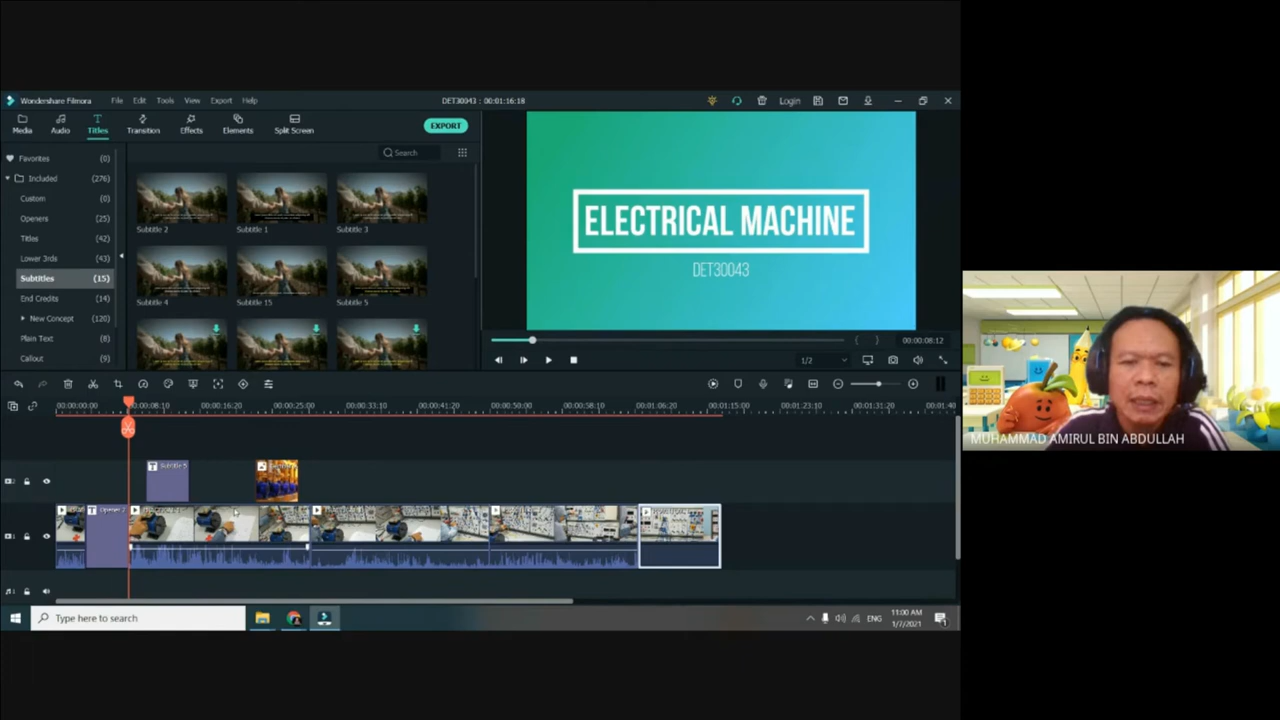 Wondershare Filmora File Edit Tools View Export Help DET30043 : 00:01:16:18 Login
Media Audio Titles Transition Effects Elements Split Screen EXPORT
Favorites (0) Search
Included (276)
Custom (0)
Openers (25)
Titles (42)
Lower 3rds (43)
Subtitles (15)
End Credits (14)
New Concept (120)
Plain Text (8)
Callout (9)
Subtitle 2 Subtitle 1 Subtitle 3
Subtitle 4 Subtitle 15 Subtitle 5
ELECTRICAL MACHINE
DET30043
00:00:08:12
1/2
00:00:00:00 00:00:08:10 00:00:16:20 00:00:25:00 00:00:33:10 00:00:41:20 00:00:50:00 00:00:58:10 00:01:06:20 00:01:15:00 00:01:23:10 00:01:31:20 00:01:40
Subtitle 5
Opener 2
Type here to search
ENG
11:00 AM
1/7/2021
MUHAMMAD AMIRUL BIN ABDULLAH